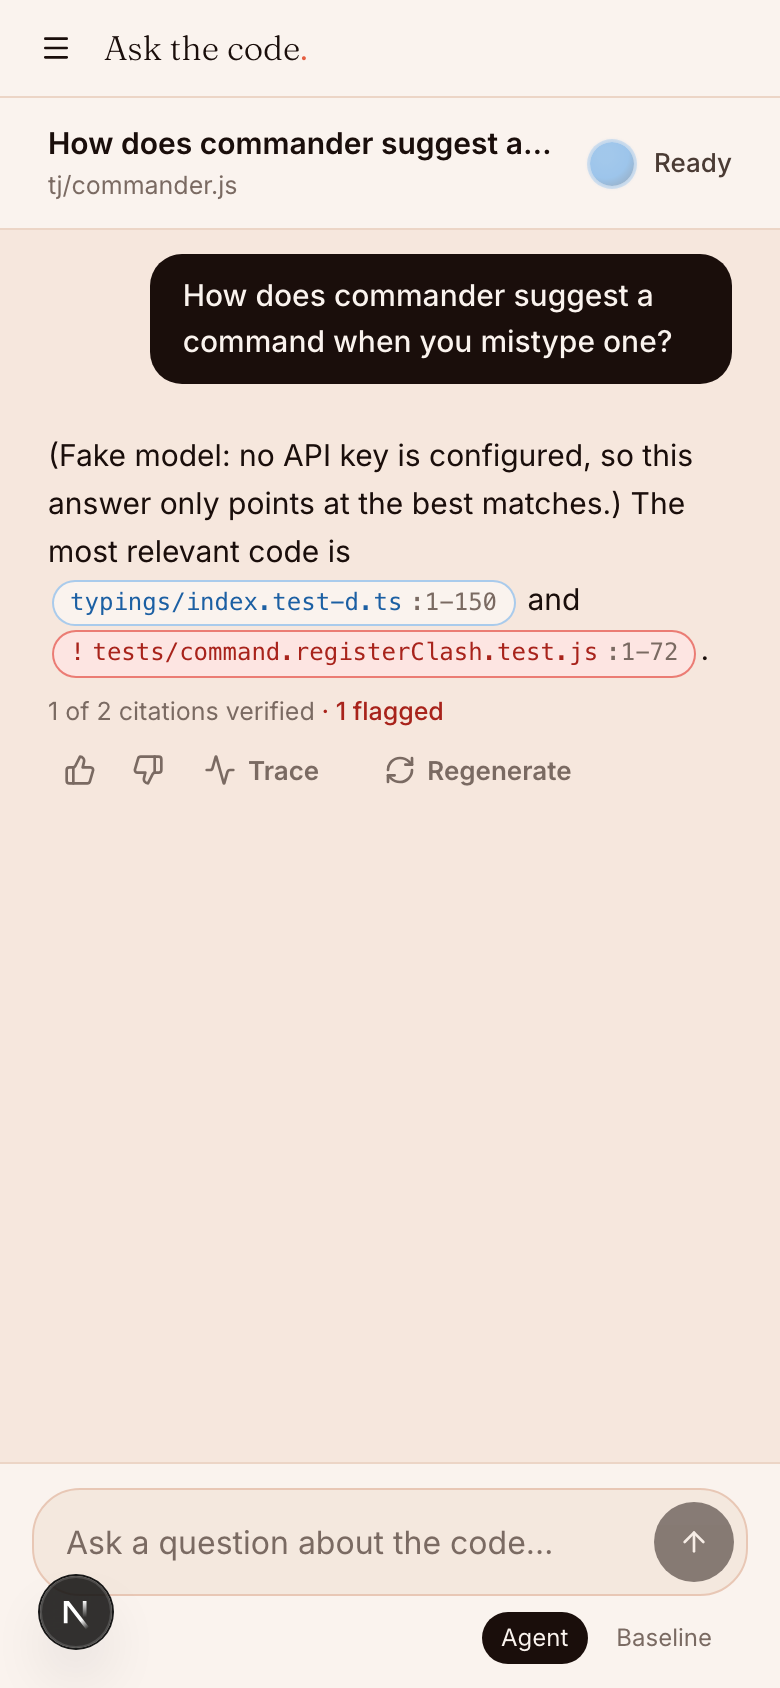 Ask the code.
How does commander suggest a...
tj/commander.js
Ready
How does commander suggest a
command when you mistype one?
(Fake model: no API key is configured, so this
answer only points at the best matches.) The
most relevant code is
typings/index.test-d.ts :1–150 and
! tests/command.registerClash.test.js :1–72 .
1 of 2 citations verified · 1 flagged
Trace
Regenerate
Ask a question about the code...
N
Agent
Baseline